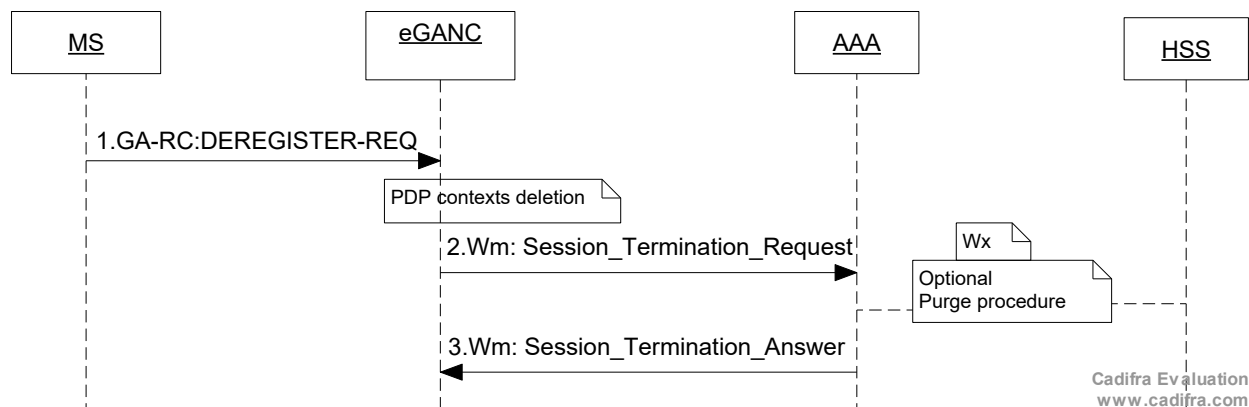 MS
eGANC
AAA
HSS
1.GA-RC:DEREGISTER-REQ
PDP contexts deletion
2.Wm: Session_Termination_Request
Wx
Optional
Purge procedure
3.Wm: Session_Termination_Answer
Cadifra Evaluation
www.cadifra.com